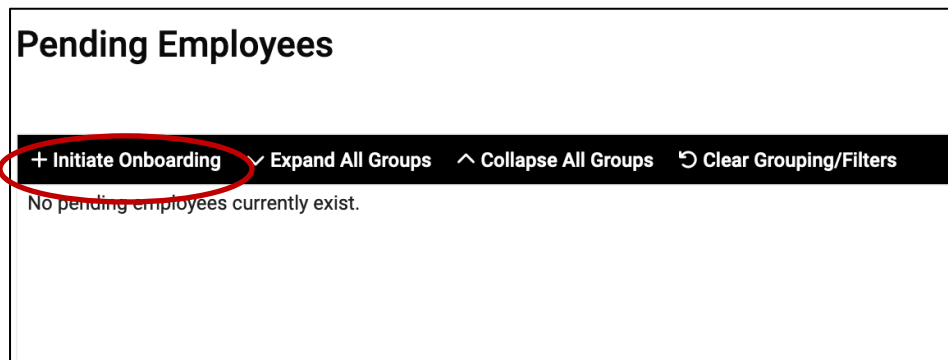 Pending Employees
+ Initiate Onboarding Expand All Groups Collapse All Groups Clear Grouping/Filters
No pending employees currently exist.